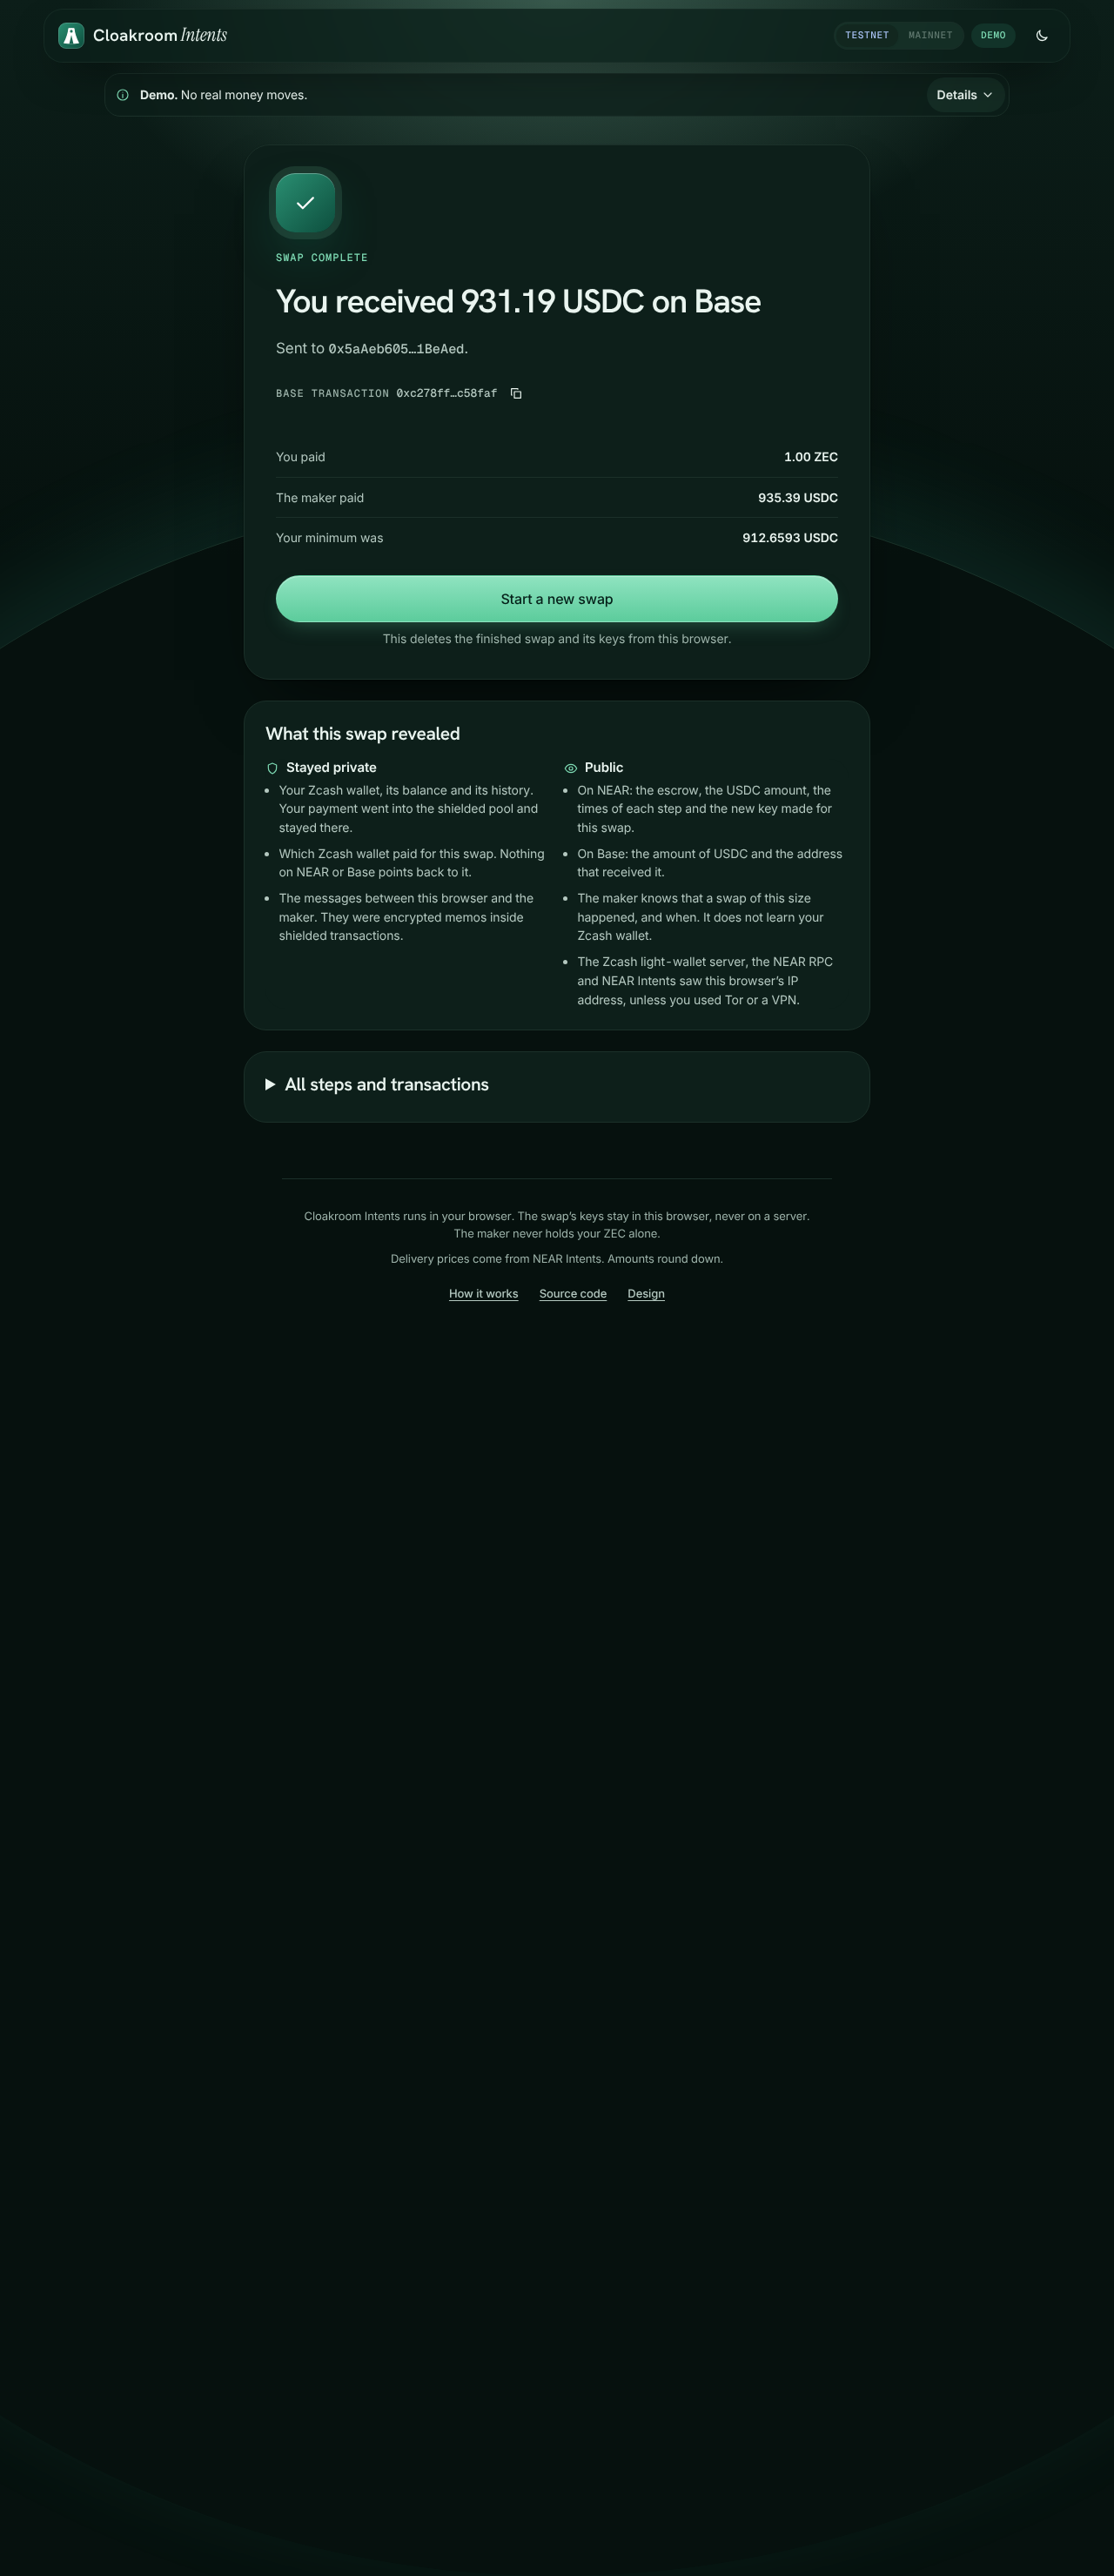 Cloakroom Intents
TESTNET
MAINNET
DEMO
Demo. No real money moves.
Details
SWAP COMPLETE
You received 931.19 USDC on Base
Sent to 0x5aAeb605…1BeAed.
BASE TRANSACTION 0xc278ff…c58faf
You paid
1.00 ZEC
The maker paid
935.39 USDC
Your minimum was
912.6593 USDC
Start a new swap
This deletes the finished swap and its keys from this browser.
What this swap revealed
Stayed private
Your Zcash wallet, its balance and its history.
Your payment went into the shielded pool and
stayed there.
Which Zcash wallet paid for this swap. Nothing
on NEAR or Base points back to it.
The messages between this browser and the
maker. They were encrypted memos inside
shielded transactions.
Public
On NEAR: the escrow, the USDC amount, the
times of each step and the new key made for
this swap.
On Base: the amount of USDC and the address
that received it.
The maker knows that a swap of this size
happened, and when. It does not learn your
Zcash wallet.
The Zcash light-wallet server, the NEAR RPC
and NEAR Intents saw this browser’s IP
address, unless you used Tor or a VPN.
All steps and transactions
Cloakroom Intents runs in your browser. The swap’s keys stay in this browser, never on a server.
The maker never holds your ZEC alone.
Delivery prices come from NEAR Intents. Amounts round down.
How it works
Source code
Design